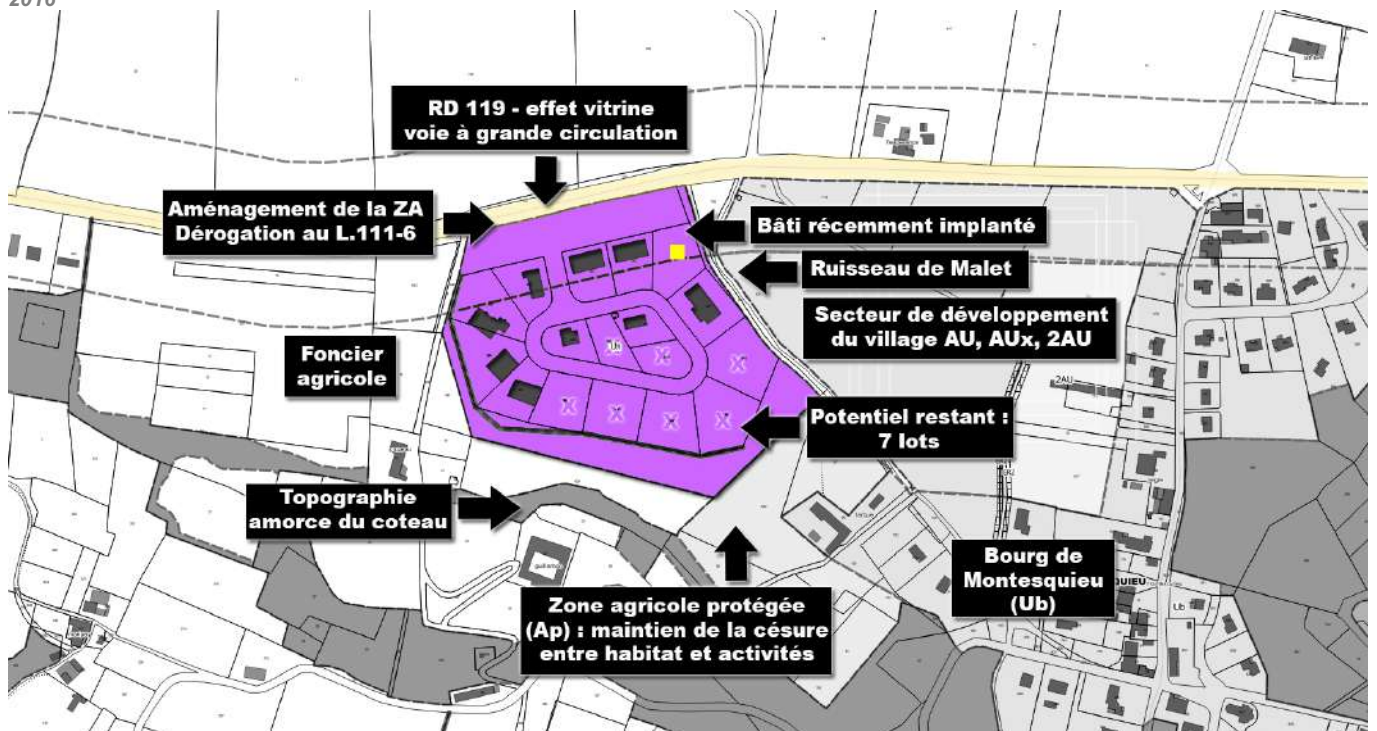 2016
RD 119 - effet vitrine
voie à grande circulation
Aménagement de la ZA
Dérogation au L.111-6
Bâti récemment implanté
Ruisseau de Malet
Secteur de développement
du village AU, AUx, 2AU
Foncier
agricole
2AU
Potentiel restant :
7 lots
Topographie
amorce du coteau
Bourg de
Montesquieu
(Ub)
QUIEU
Ub
Zone agricole protégée
(Ap) : maintien de la césure
entre habitat et activités